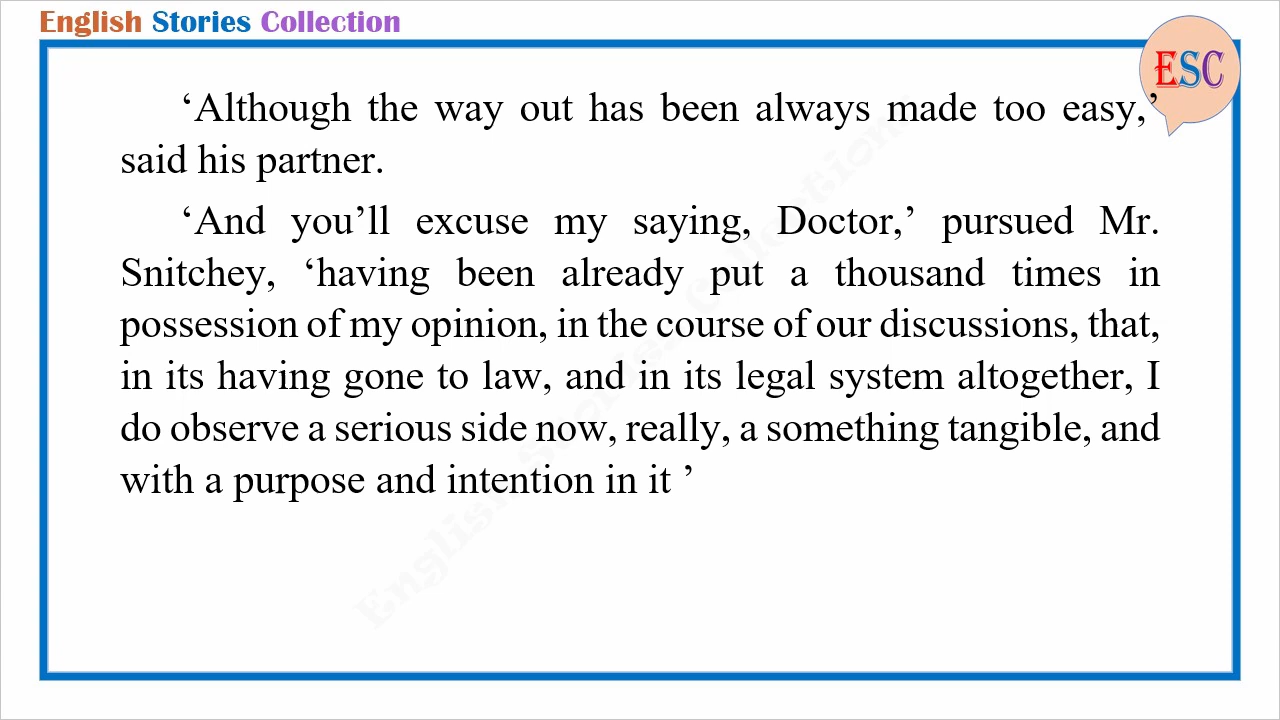 English Stories Collection
ESC
‘Although the way out has been always made too easy,’
said his partner.
‘And you’ll excuse my saying, Doctor,’ pursued Mr.
Snitchey, ‘having been already put a thousand times in
possession of my opinion, in the course of our discussions, that,
in its having gone to law, and in its legal system altogether, I
do observe a serious side now, really, a something tangible, and
with a purpose and intention in it ’
English Stories Collection